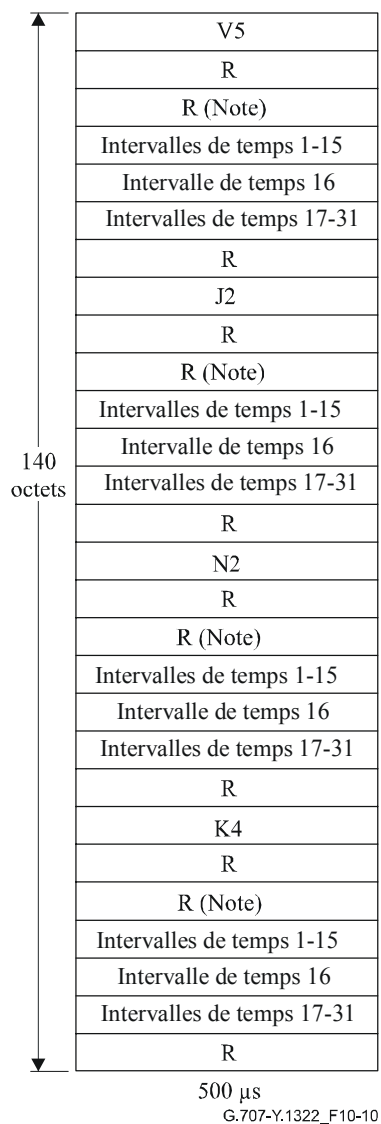 V5
R
R (Note)
Intervalles de temps 1-15
Intervalle de temps 16
Intervalles de temps 17-31
R
J2
R
R (Note)
Intervalles de temps 1-15
Intervalle de temps 16
Intervalles de temps 17-31
R
N2
R
R (Note)
Intervalles de temps 1-15
Intervalle de temps 16
Intervalles de temps 17-31
R
K4
R
R (Note)
Intervalles de temps 1-15
Intervalle de temps 16
Intervalles de temps 17-31
R
140
octets
500 µs
G.707-Y.1322_F10-10